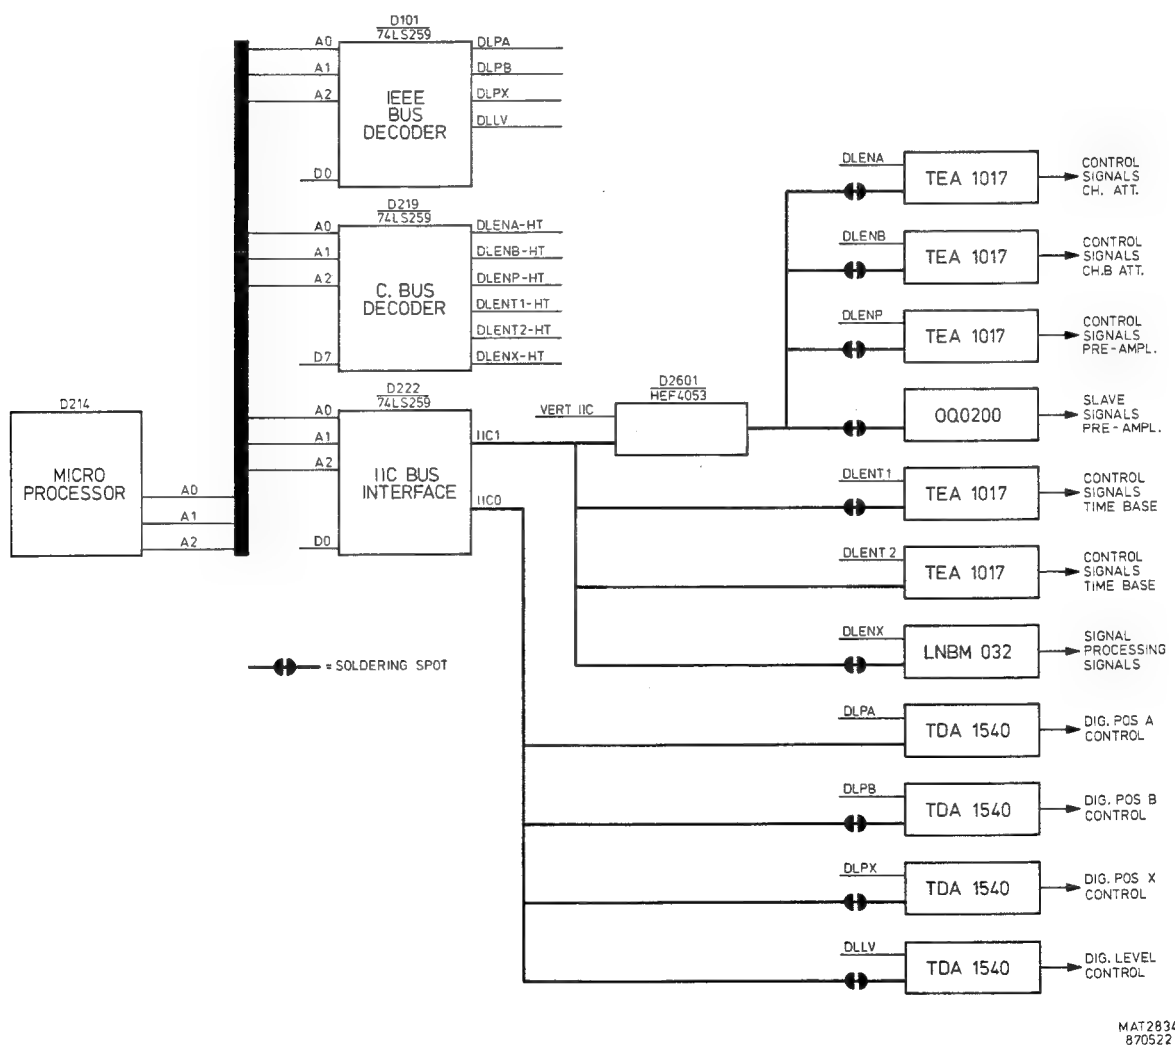 D101
74LS259
A0
A1
A2
D0
IEEE
BUS
DECODER
DLPA
DLPB
DLPX
DLLV
D219
74LS259
A0
A1
A2
D7
C. BUS
DECODER
DLENA-HT
DLENB-HT
DLENP-HT
DLENT1-HT
DLENT2-HT
DLENX-HT
D222
74LS259
A0
A1
A2
D0
IIC BUS
INTERFACE
IIC1
IIC0
D214
MICRO
PROCESSOR
A0
A1
A2
= SOLDERING SPOT
VERT IIC
D2601
HEF4053
DLENA
TEA 1017
CONTROL
SIGNALS
CH. ATT.
DLENB
TEA 1017
CONTROL
SIGNALS
CH.B ATT.
DLENP
TEA 1017
CONTROL
SIGNALS
PRE-AMPL.
OQ0200
SLAVE
SIGNALS
PRE-AMPL.
DLENT1
TEA 1017
CONTROL
SIGNALS
TIME BASE
DLENT2
TEA 1017
CONTROL
SIGNALS
TIME BASE
DLENX
LNBM 032
SIGNAL
PROCESSING
SIGNALS
DLPA
TDA 1540
DIG. POS A
CONTROL
DLPB
TDA 1540
DIG. POS B
CONTROL
DLPX
TDA 1540
DIG. POS X
CONTROL
DLLV
TDA 1540
DIG. LEVEL
CONTROL
MAT2834
870522